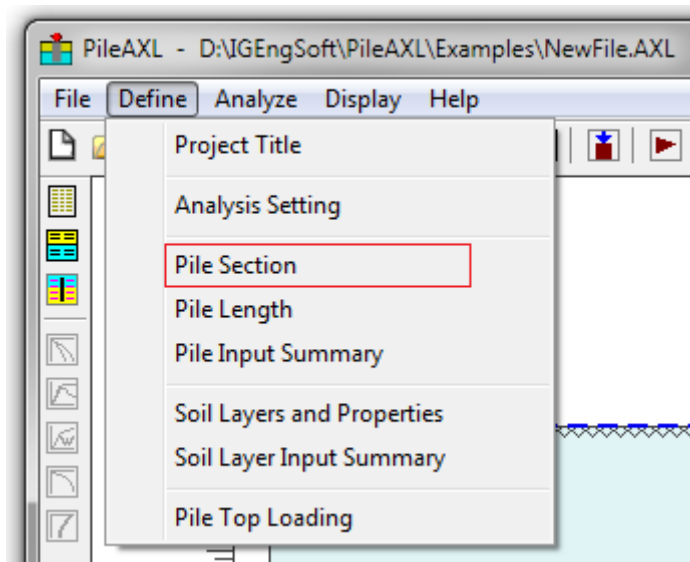 PileAXL - D:\IGEngSoft\PileAXL\Examples\NewFile.AXL
File Define Analyze Display Help
Project Title
Analysis Setting
Pile Section
Pile Length
Pile Input Summary
Soil Layers and Properties
Soil Layer Input Summary
Pile Top Loading